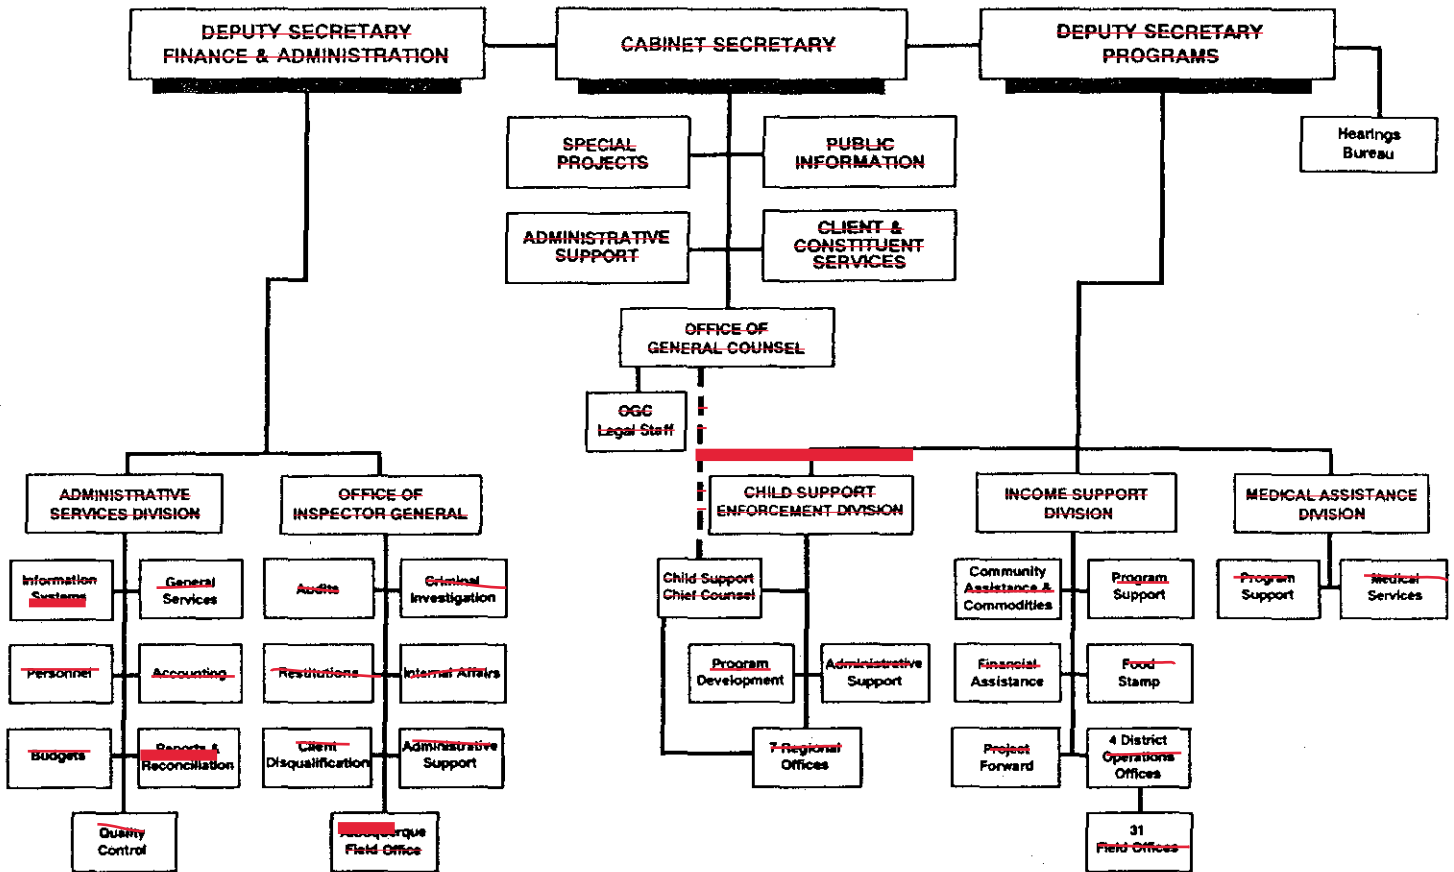 DEPUTY SECRETARY
FINANCE & ADMINISTRATION
CABINET SECRETARY
DEPUTY SECRETARY
PROGRAMS
Hearings
Bureau
SPECIAL
PROJECTS
PUBLIC
INFORMATION
ADMINISTRATIVE
SUPPORT
CLIENT &
CONSTITUENT
SERVICES
OFFICE OF
GENERAL COUNSEL
OGC
Legal Staff
ADMINISTRATIVE
SERVICES DIVISION
OFFICE OF
INSPECTOR GENERAL
CHILD SUPPORT
ENFORCEMENT DIVISION
INCOME SUPPORT
DIVISION
MEDICAL ASSISTANCE
DIVISION
Information
Systems
General
Services
Audits
Criminal
Investigation
Child Support
Chief Counsel
Community
Assistance &
Commodities
Program
Support
Program
Support
Medical
Services
Personnel
Accounting
Restitutions
Internal Affairs
Program
Development
Administrative
Support
Financial
Assistance
Food
Stamp
Budgets
Reports &
Reconciliation
Client
Disqualification
Administrative
Support
7 Regional
Offices
Project
Forward
4 District
Operations
Offices
Quality
Control
Field Office
31
Field Offices